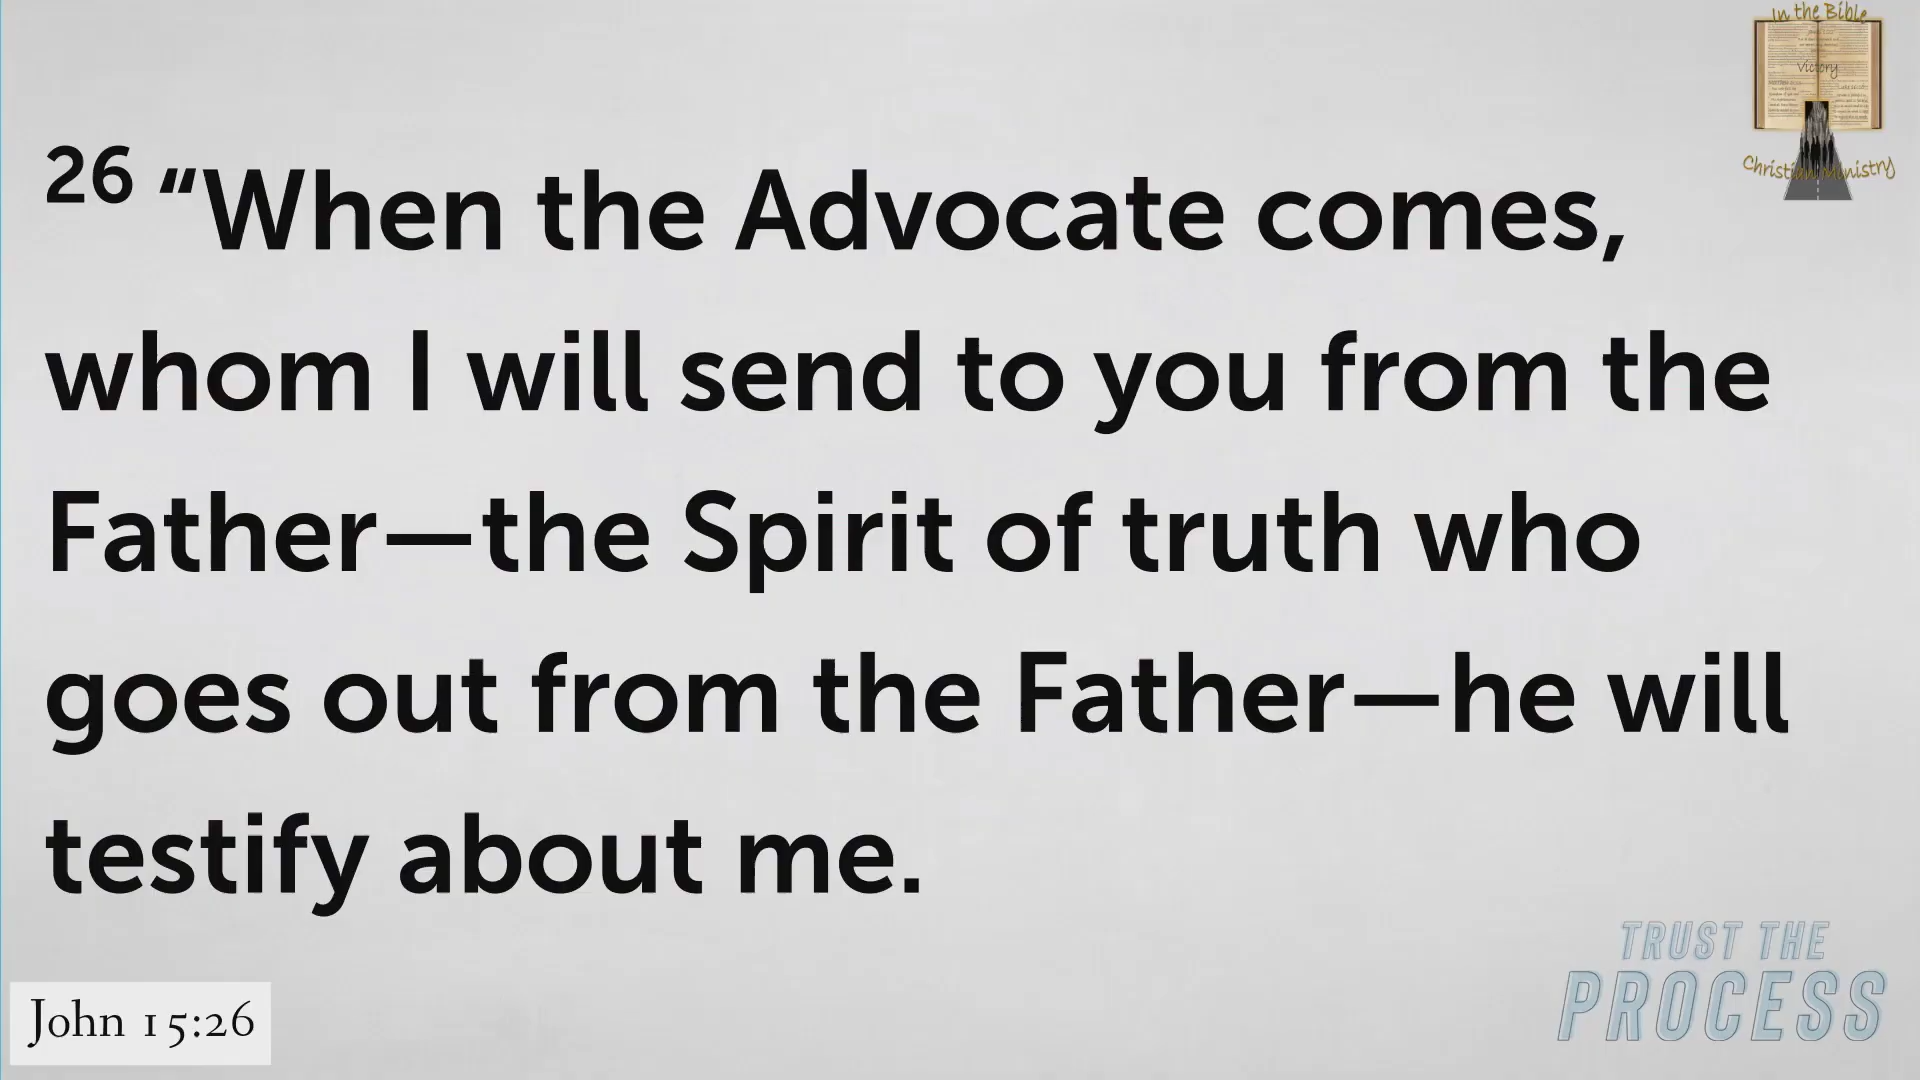 In the Bible
Victory
Christian Ministry
26 “When the Advocate comes,
whom I will send to you from the
Father—the Spirit of truth who
goes out from the Father—he will
testify about me.
TRUST THE
PROCESS
John 15:26